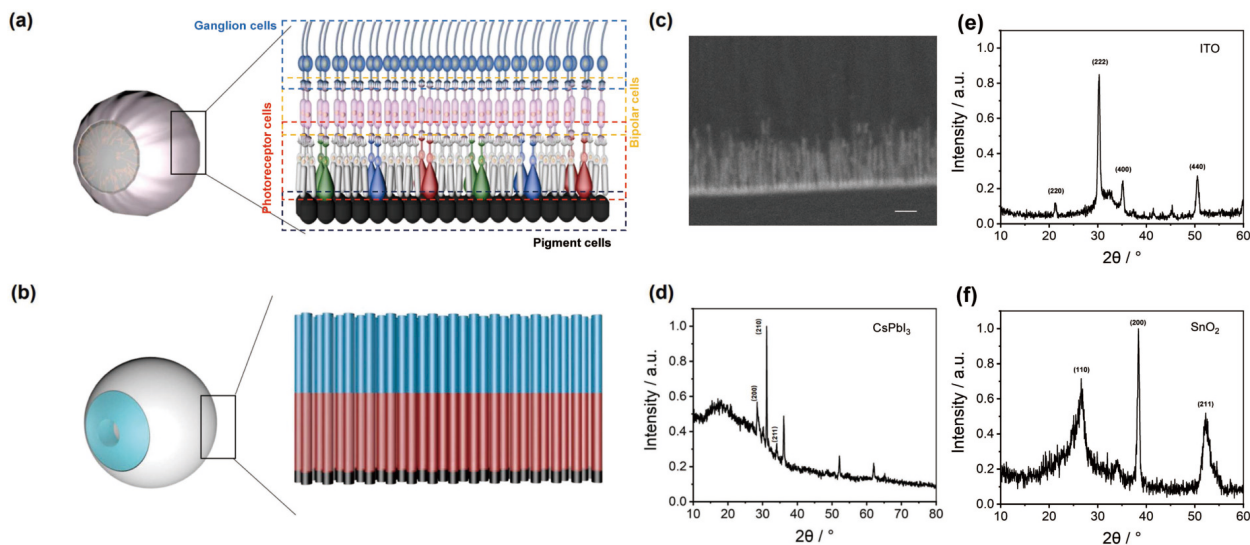 (a)
Ganglion cells
Photoreceptor cells
Bipolar cells
Pigment cells
(b)
(c)
(d)
CsPbI₃
(210)
(200)
(211)
1.0
0.8
0.6
0.4
0.2
0.0
Intensity / a.u.
10 20 30 40 50 60 70 80
2θ / °
(e)
ITO
(222)
(220)
(400)
(440)
1.0
0.8
0.6
0.4
0.2
0.0
Intensity / a.u.
10 20 30 40 50 60
2θ / °
(f)
SnO₂
(200)
(110)
(211)
1.0
0.8
0.6
0.4
0.2
0.0
Intensity / a.u.
10 20 30 40 50 60
2θ / °